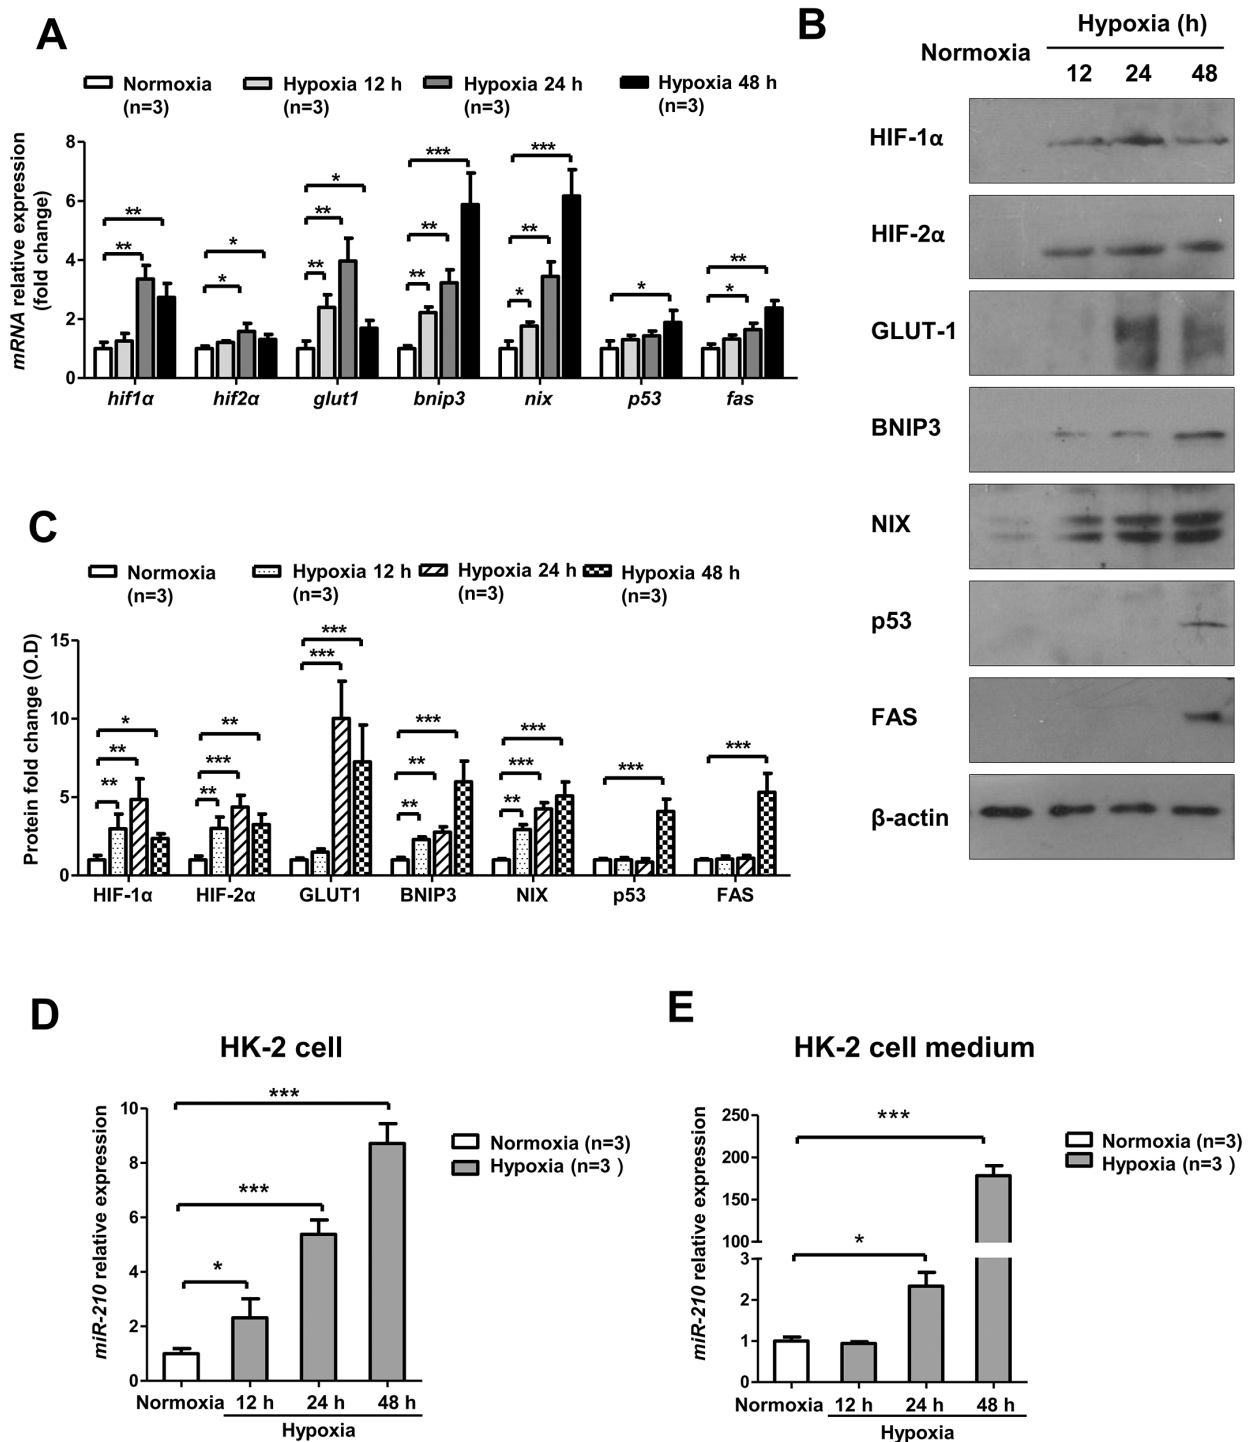 A
Normoxia
(n=3)
Hypoxia 12 h
(n=3)
Hypoxia 24 h
(n=3)
Hypoxia 48 h
(n=3)
mRNA relative expression
(fold change)
8
6
4
2
0
** ** * * ** ** * ** ** *** * ** *** * * **
hif1α hif2α glut1 bnip3 nix p53 fas
B
Normoxia
Hypoxia (h)
12 24 48
HIF-1α
HIF-2α
GLUT-1
BNIP3
NIX
p53
FAS
β-actin
C
Normoxia
(n=3)
Hypoxia 12 h
(n=3)
Hypoxia 24 h
(n=3)
Hypoxia 48 h
(n=3)
Protein fold change (O.D)
15
10
5
0
** ** * ** *** ** *** *** ** ** *** ** *** *** *** ***
HIF-1α HIF-2α GLUT1 BNIP3 NIX p53 FAS
D
HK-2 cell
miR-210 relative expression
10
8
6
4
2
0
***
***
*
Normoxia 12 h 24 h 48 h
Hypoxia
Normoxia (n=3)
Hypoxia (n=3 )
E
HK-2 cell medium
miR-210 relative expression
250
200
150
100
3
2
1
0
***
*
Normoxia 12 h 24 h 48 h
Hypoxia
Normoxia (n=3)
Hypoxia (n=3 )